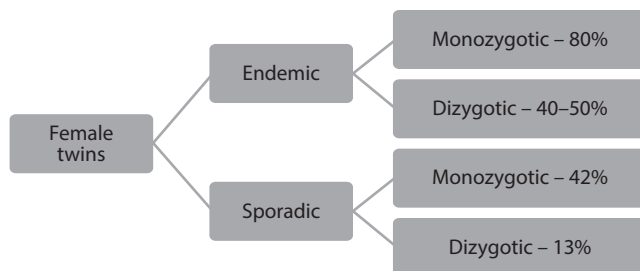 Female
twins
Endemic
Monozygotic – 80%
Dizygotic – 40–50%
Sporadic
Monozygotic – 42%
Dizygotic – 13%